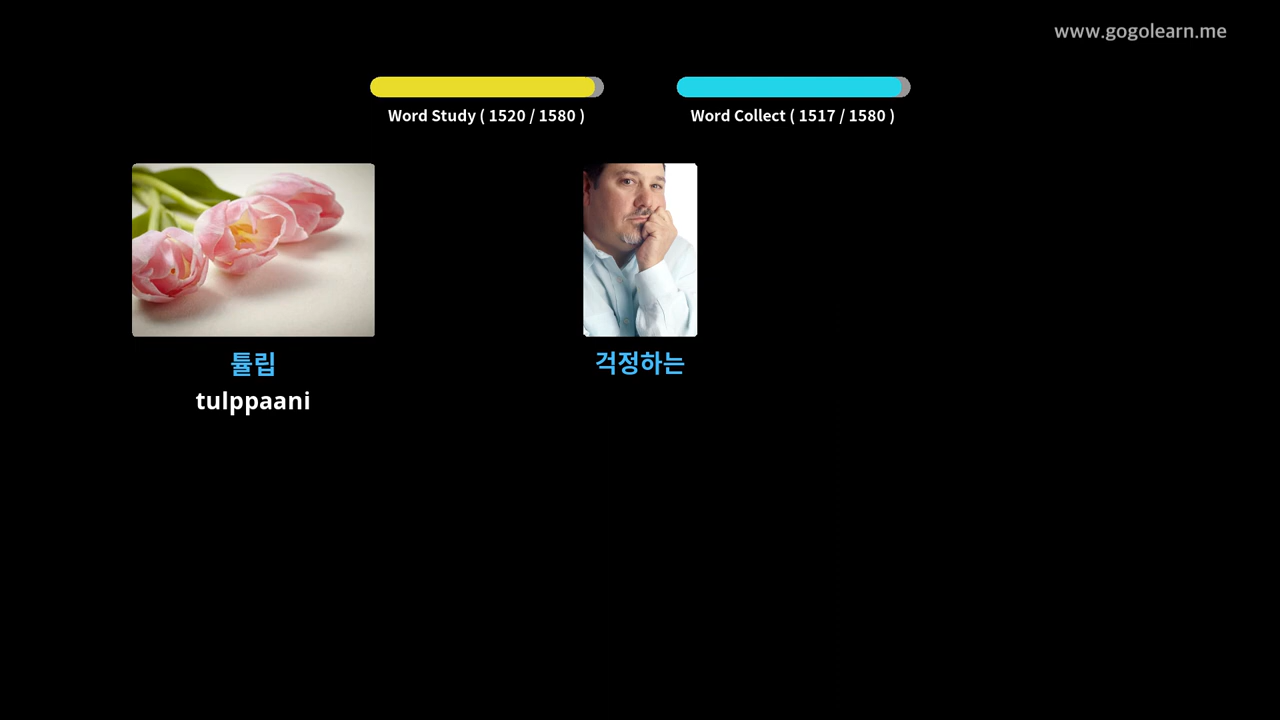 www.gogolearn.me
Word Study ( 1520 / 1580 )
Word Collect ( 1517 / 1580 )
튤립
tulppaani
걱정하는